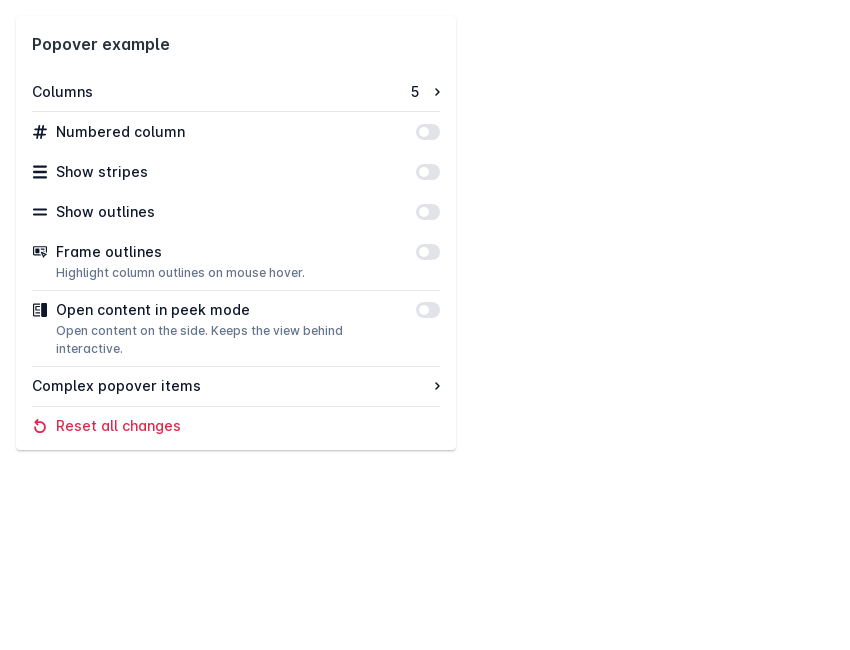 Popover example
Columns 5
Numbered column
Show stripes
Show outlines
Frame outlines
Highlight column outlines on mouse hover.
Open content in peek mode
Open content on the side. Keeps the view behind
interactive.
Complex popover items
Reset all changes